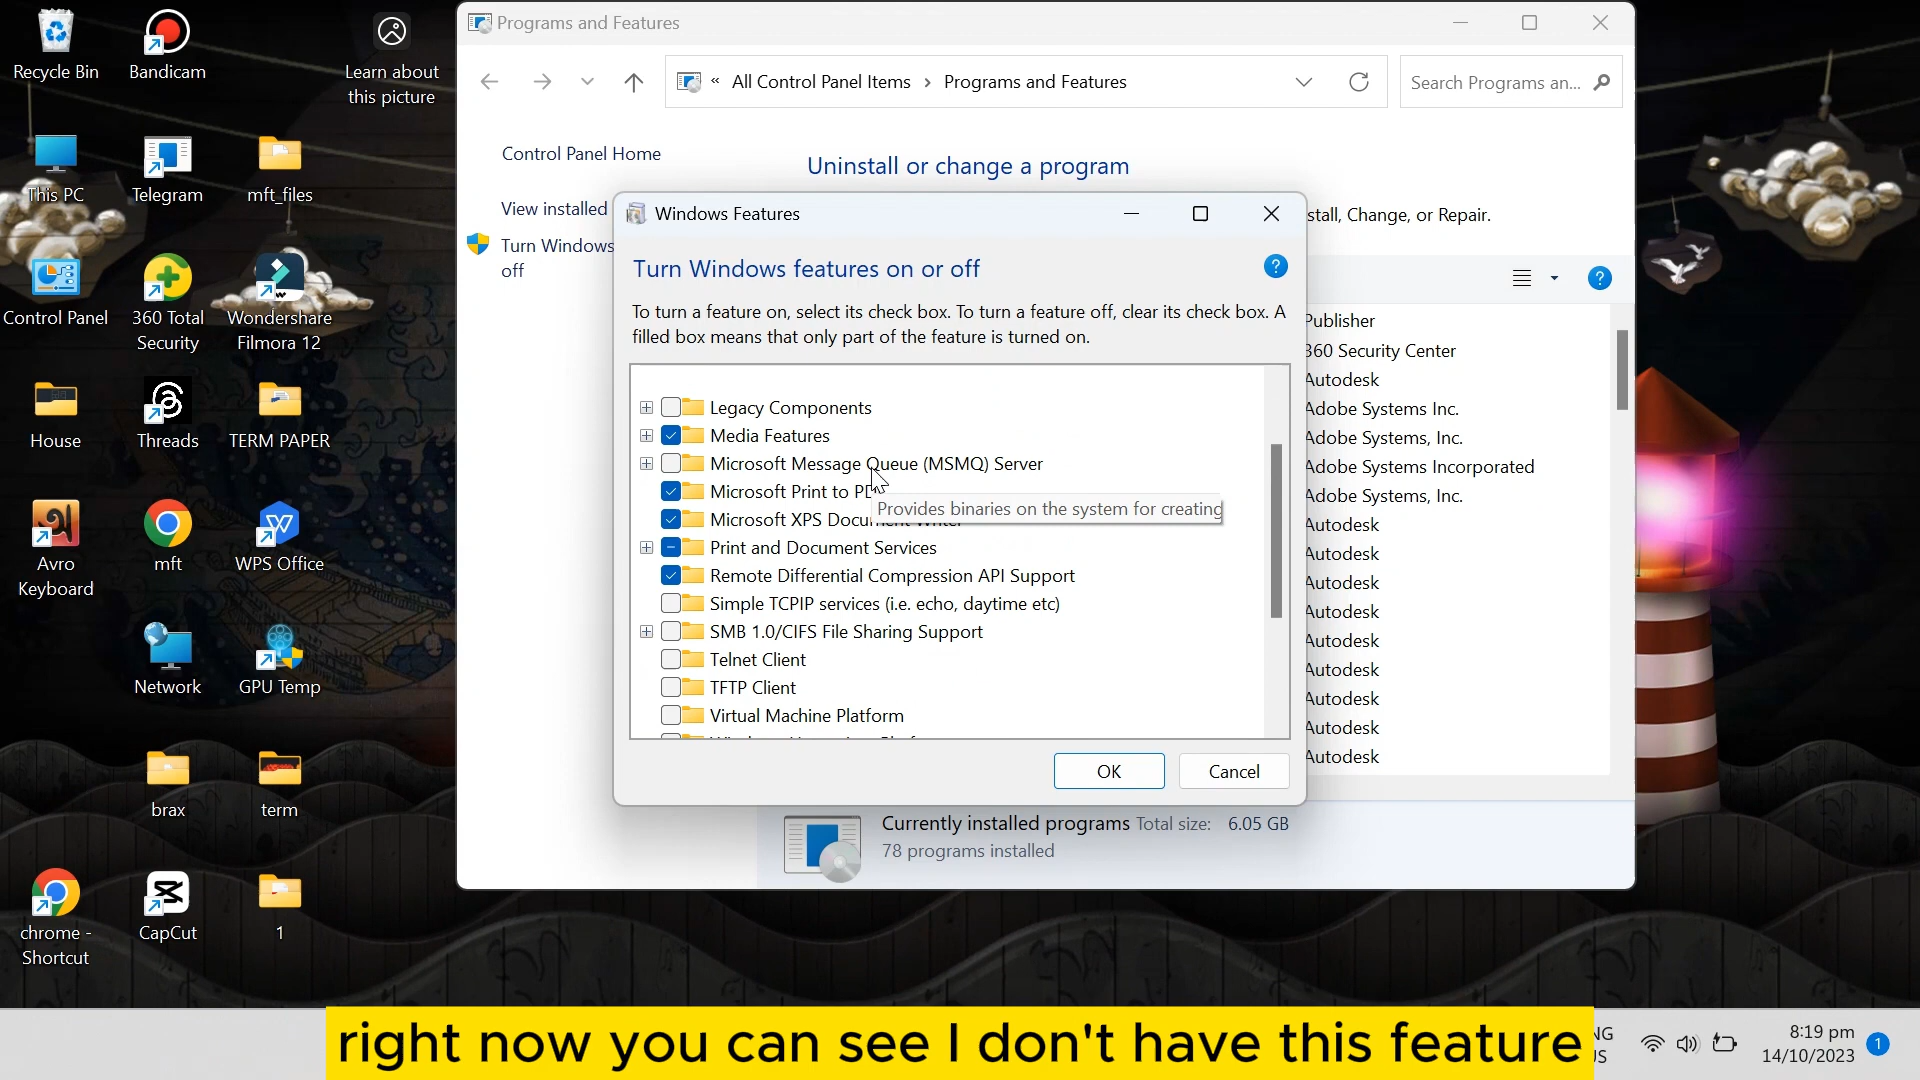 Recycle Bin
Bandicam
Learn about
this picture
This PC
Telegram
mft_files
Control Panel
360 Total
Security
Wondershare
Filmora 12
House
Threads
TERM PAPER
Avro
Keyboard
mft
WPS Office
Network
GPU Temp
brax
term
chrome -
Shortcut
CapCut
1
Programs and Features
« All Control Panel Items › Programs and Features
Search Programs an...
Control Panel Home
View installed
Turn Windows
off
Uninstall or change a program
stall, Change, or Repair.
Publisher
360 Security Center
Autodesk
Adobe Systems Inc.
Adobe Systems, Inc.
Adobe Systems Incorporated
Adobe Systems, Inc.
Autodesk
Autodesk
Autodesk
Autodesk
Autodesk
Autodesk
Autodesk
Autodesk
Autodesk
Windows Features
Turn Windows features on or off
To turn a feature on, select its check box. To turn a feature off, clear its check box. A
filled box means that only part of the feature is turned on.
Legacy Components
Media Features
Microsoft Message Queue (MSMQ) Server
Microsoft Print to PD
Provides binaries on the system for creating
Microsoft XPS Document Writer
Print and Document Services
Remote Differential Compression API Support
Simple TCPIP services (i.e. echo, daytime etc)
SMB 1.0/CIFS File Sharing Support
Telnet Client
TFTP Client
Virtual Machine Platform
OK
Cancel
Currently installed programs Total size: 6.05 GB
78 programs installed
right now you can see I don't have this feature
NG
US
8:19 pm
14/10/2023
1